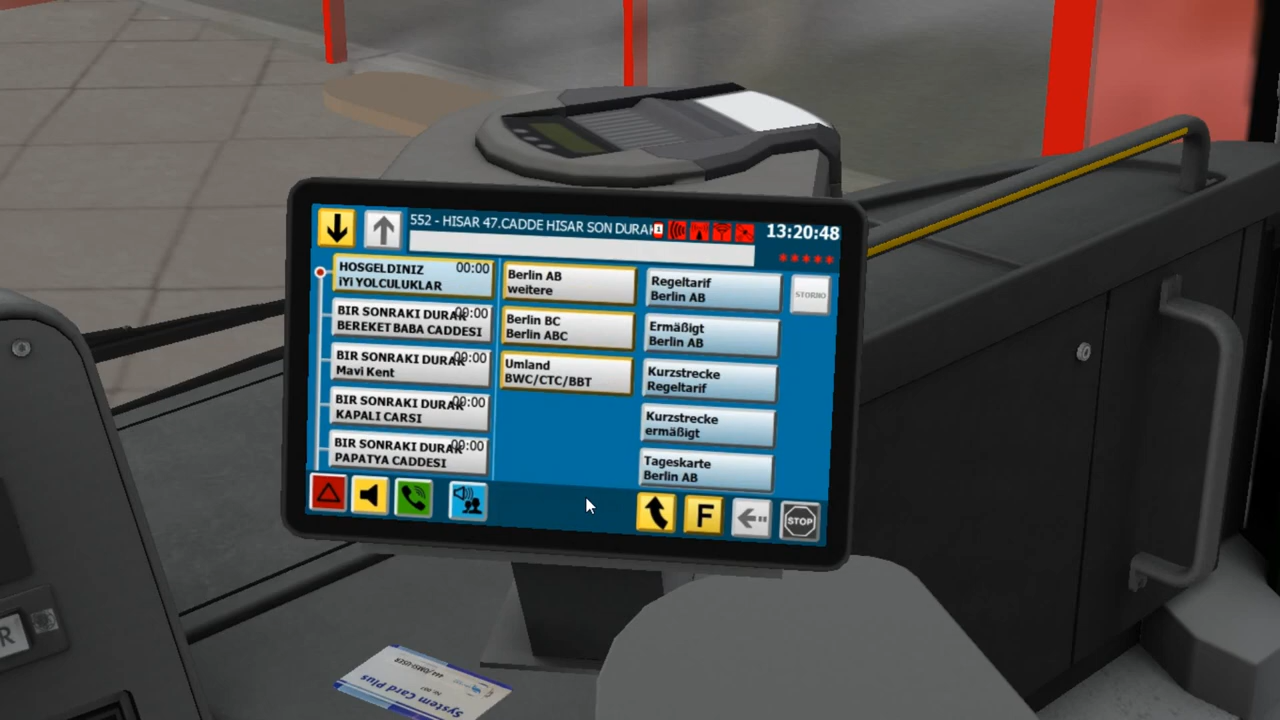 552 - HISAR 47.CADDE HISAR SON DURAK
13:20:48
*****
HOSGELDINIZ 00:00
iYi YOLCULUKLAR
BIR SONRAKI DURAK 00:00
BEREKET BABA CADDESI
BIR SONRAKI DURAK 00:00
Mavi Kent
BIR SONRAKI DURAK 00:00
KAPALI CARSI
BIR SONRAKI DURAK 00:00
PAPATYA CADDESI
Berlin AB
weitere
Berlin BC
Berlin ABC
Umland
BWC/CTC/BBT
Regeltarif
Berlin AB
Ermäßigt
Berlin AB
Kurzstrecke
Regeltarif
Kurzstrecke
ermäßigt
Tageskarte
Berlin AB
STORNO
F
STOP
R
System Card Plus